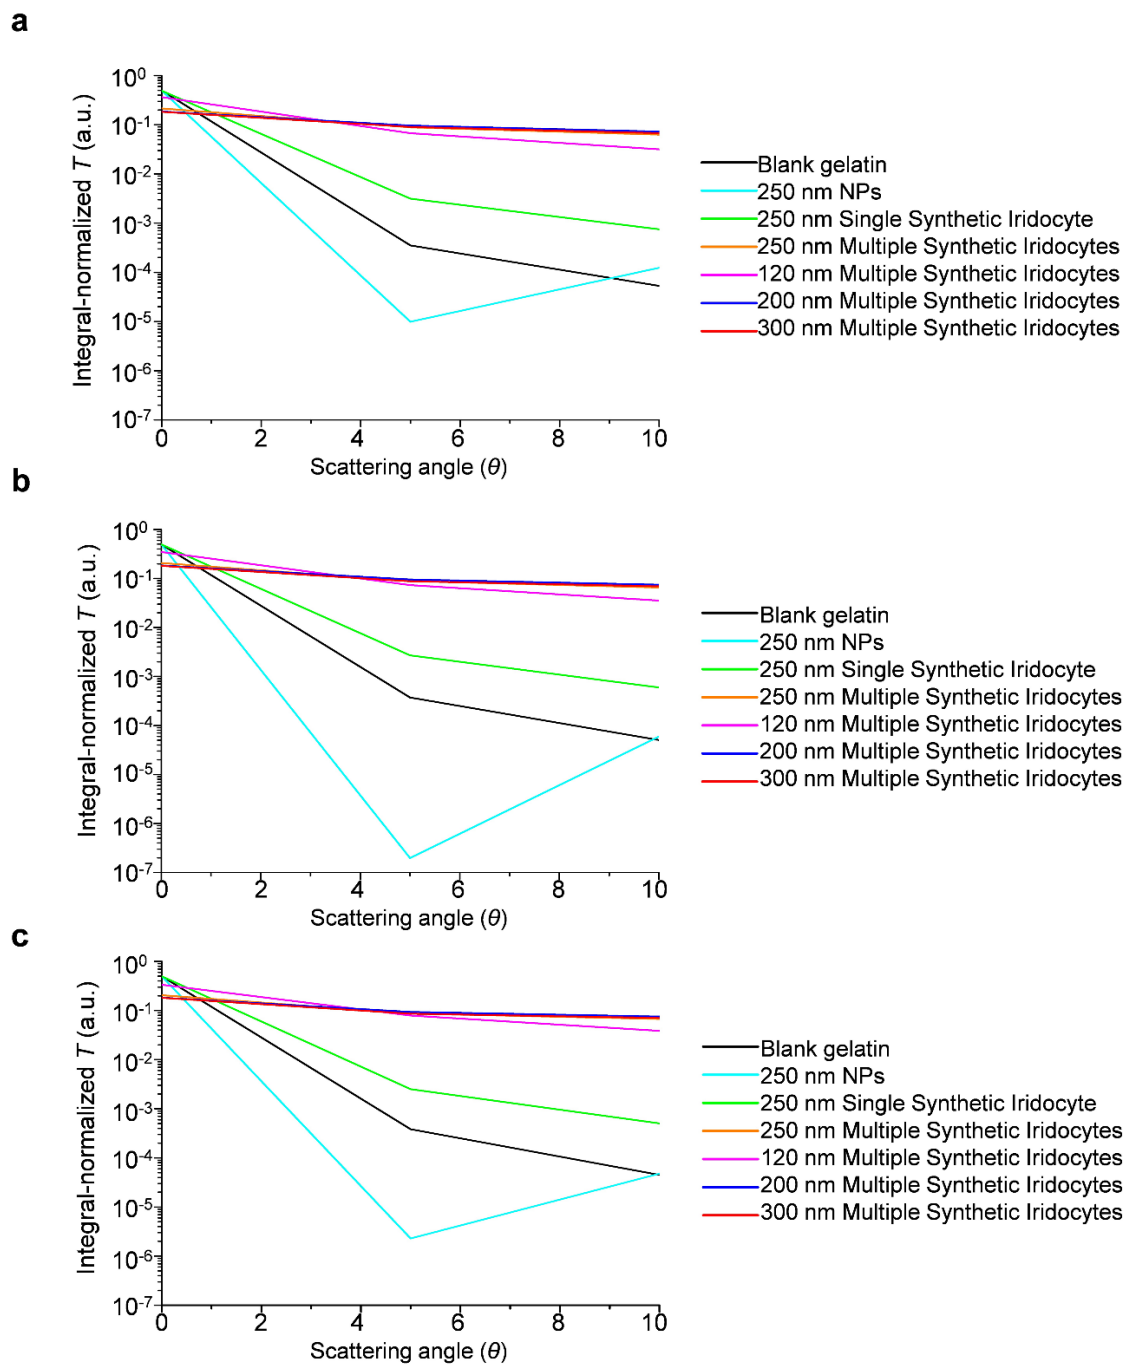 a
Integral-normalized T (a.u.)
10⁰
10⁻¹
10⁻²
10⁻³
10⁻⁴
10⁻⁵
10⁻⁶
10⁻⁷
0 2 4 6 8 10
Scattering angle (θ)
Blank gelatin
250 nm NPs
250 nm Single Synthetic Iridocyte
250 nm Multiple Synthetic Iridocytes
120 nm Multiple Synthetic Iridocytes
200 nm Multiple Synthetic Iridocytes
300 nm Multiple Synthetic Iridocytes
b
Integral-normalized T (a.u.)
10⁰
10⁻¹
10⁻²
10⁻³
10⁻⁴
10⁻⁵
10⁻⁶
10⁻⁷
0 2 4 6 8 10
Scattering angle (θ)
Blank gelatin
250 nm NPs
250 nm Single Synthetic Iridocyte
250 nm Multiple Synthetic Iridocytes
120 nm Multiple Synthetic Iridocytes
200 nm Multiple Synthetic Iridocytes
300 nm Multiple Synthetic Iridocytes
c
Integral-normalized T (a.u.)
10⁰
10⁻¹
10⁻²
10⁻³
10⁻⁴
10⁻⁵
10⁻⁶
10⁻⁷
0 2 4 6 8 10
Scattering angle (θ)
Blank gelatin
250 nm NPs
250 nm Single Synthetic Iridocyte
250 nm Multiple Synthetic Iridocytes
120 nm Multiple Synthetic Iridocytes
200 nm Multiple Synthetic Iridocytes
300 nm Multiple Synthetic Iridocytes